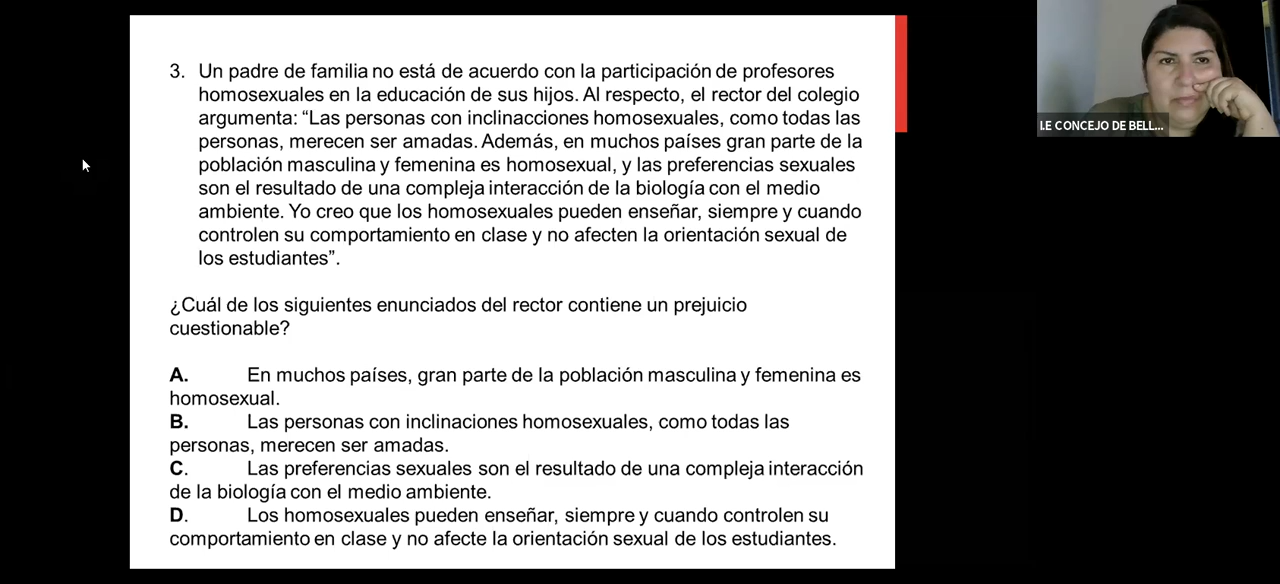 3. Un padre de familia no está de acuerdo con la participación de profesores
homosexuales en la educación de sus hijos. Al respecto, el rector del colegio
argumenta: “Las personas con inclinacciones homosexuales, como todas las
personas, merecen ser amadas. Además, en muchos países gran parte de la
población masculina y femenina es homosexual, y las preferencias sexuales
son el resultado de una compleja interacción de la biología con el medio
ambiente. Yo creo que los homosexuales pueden enseñar, siempre y cuando
controlen su comportamiento en clase y no afecten la orientación sexual de
los estudiantes”.
¿Cuál de los siguientes enunciados del rector contiene un prejuicio
cuestionable?
A. En muchos países, gran parte de la población masculina y femenina es
homosexual.
B. Las personas con inclinaciones homosexuales, como todas las
personas, merecen ser amadas.
C. Las preferencias sexuales son el resultado de una compleja interacción
de la biología con el medio ambiente.
D. Los homosexuales pueden enseñar, siempre y cuando controlen su
comportamiento en clase y no afecte la orientación sexual de los estudiantes.
I.E CONCEJO DE BELL...